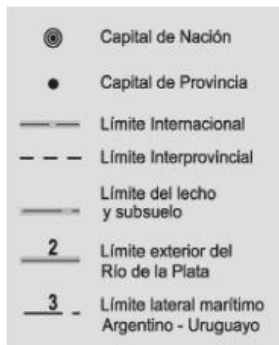 Capital de Nación
Capital de Provincia
Límite Internacional
Límite Interprovincial
Límite del lecho
y subsuelo
2 Límite exterior del
Río de la Plata
3 Límite lateral marítimo
Argentino - Uruguayo